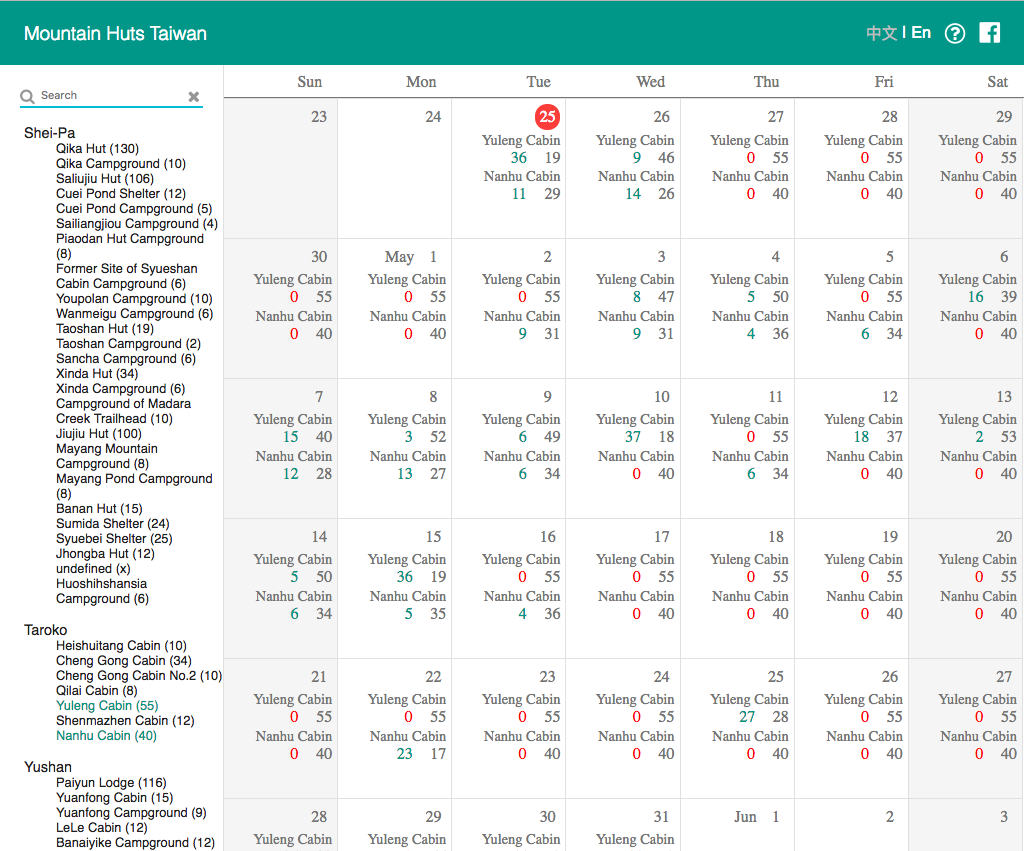 Mountain Huts Taiwan
中文 | En ?
Search
Shei-Pa
Qika Hut (130)
Qika Campground (10)
Saliujiu Hut (106)
Cuei Pond Shelter (12)
Cuei Pond Campground (5)
Sailiangjiou Campground (4)
Piaodan Hut Campground
(8)
Former Site of Syueshan
Cabin Campground (6)
Youpolan Campground (10)
Wanmeigu Campground (6)
Taoshan Hut (19)
Taoshan Campground (2)
Sancha Campground (6)
Xinda Hut (34)
Xinda Campground (6)
Campground of Madara
Creek Trailhead (10)
Jiujiu Hut (100)
Mayang Mountain
Campground (8)
Mayang Pond Campground
(8)
Banan Hut (15)
Sumida Shelter (24)
Syuebei Shelter (25)
Jhongba Hut (12)
undefined (x)
Huoshihshansia
Campground (6)
Taroko
Heishuitang Cabin (10)
Cheng Gong Cabin (34)
Cheng Gong Cabin No.2 (10)
Qilai Cabin (8)
Yuleng Cabin (55)
Shenmazhen Cabin (12)
Nanhu Cabin (40)
Yushan
Paiyun Lodge (116)
Yuanfong Cabin (15)
Yuanfong Campground (9)
LeLe Cabin (12)
Banaiyike Campground (12)
Sun Mon Tue Wed Thu Fri Sat
23 24 25 26 27 28 29
Yuleng Cabin Yuleng Cabin Yuleng Cabin Yuleng Cabin Yuleng Cabin
36 19 9 46 0 55 0 55 0 55
Nanhu Cabin Nanhu Cabin Nanhu Cabin Nanhu Cabin Nanhu Cabin
11 29 14 26 0 40 0 40 0 40
30 May 1 2 3 4 5 6
Yuleng Cabin Yuleng Cabin Yuleng Cabin Yuleng Cabin Yuleng Cabin Yuleng Cabin Yuleng Cabin
0 55 0 55 0 55 8 47 5 50 0 55 16 39
Nanhu Cabin Nanhu Cabin Nanhu Cabin Nanhu Cabin Nanhu Cabin Nanhu Cabin Nanhu Cabin
0 40 0 40 9 31 9 31 4 36 6 34 0 40
7 8 9 10 11 12 13
Yuleng Cabin Yuleng Cabin Yuleng Cabin Yuleng Cabin Yuleng Cabin Yuleng Cabin Yuleng Cabin
15 40 3 52 6 49 37 18 0 55 18 37 2 53
Nanhu Cabin Nanhu Cabin Nanhu Cabin Nanhu Cabin Nanhu Cabin Nanhu Cabin Nanhu Cabin
12 28 13 27 6 34 0 40 6 34 0 40 0 40
14 15 16 17 18 19 20
Yuleng Cabin Yuleng Cabin Yuleng Cabin Yuleng Cabin Yuleng Cabin Yuleng Cabin Yuleng Cabin
5 50 36 19 0 55 0 55 0 55 0 55 0 55
Nanhu Cabin Nanhu Cabin Nanhu Cabin Nanhu Cabin Nanhu Cabin Nanhu Cabin Nanhu Cabin
6 34 5 35 4 36 0 40 0 40 0 40 0 40
21 22 23 24 25 26 27
Yuleng Cabin Yuleng Cabin Yuleng Cabin Yuleng Cabin Yuleng Cabin Yuleng Cabin Yuleng Cabin
0 55 0 55 0 55 0 55 27 28 0 55 0 55
Nanhu Cabin Nanhu Cabin Nanhu Cabin Nanhu Cabin Nanhu Cabin Nanhu Cabin Nanhu Cabin
0 40 23 17 0 40 0 40 0 40 0 40 0 40
28 29 30 31 Jun 1 2 3
Yuleng Cabin Yuleng Cabin Yuleng Cabin Yuleng Cabin